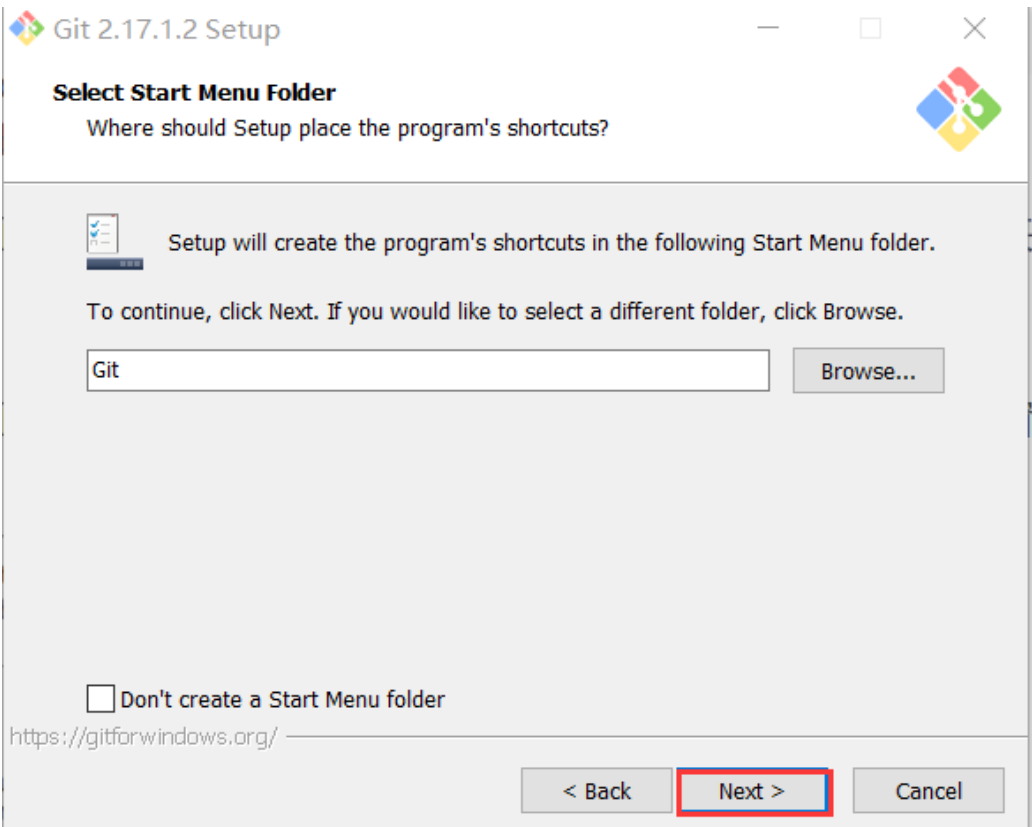 Git 2.17.1.2 Setup
Select Start Menu Folder
Where should Setup place the program's shortcuts?
Setup will create the program's shortcuts in the following Start Menu folder.
To continue, click Next. If you would like to select a different folder, click Browse.
Git
Browse...
Don't create a Start Menu folder
https://gitforwindows.org/
< Back
Next >
Cancel